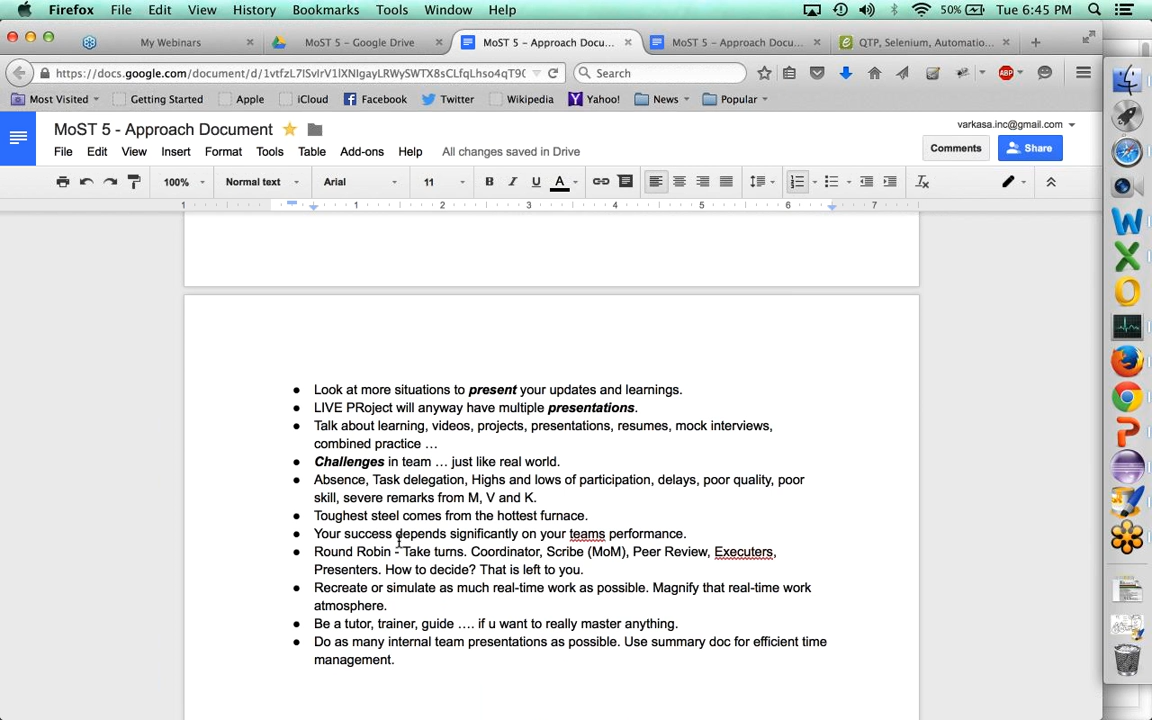 Firefox File Edit View History Bookmarks Tools Window Help 50% Tue 6:45 PM
My Webinars MoST 5 – Google Drive MoST 5 - Approach Docu... MoST 5 - Approach Docu... QTP, Selenium, Automatio...
Search
Most Visited Getting Started Apple iCloud Facebook Twitter Wikipedia Yahoo! News Popular
MoST 5 - Approach Document varkasa.inc@gmail.com
File Edit View Insert Format Tools Table Add-ons Help All changes saved in Drive Comments Share
100% Normal text Arial 11 B I U A
1 1 2 3 4 5 6 7
● Look at more situations to present your updates and learnings.
● LIVE PRoject will anyway have multiple presentations.
● Talk about learning, videos, projects, presentations, resumes, mock interviews,
combined practice …
● Challenges in team … just like real world.
● Absence, Task delegation, Highs and lows of participation, delays, poor quality, poor
skill, severe remarks from M, V and K.
● Toughest steel comes from the hottest furnace.
● Your success depends significantly on your teams performance.
● Round Robin - Take turns. Coordinator, Scribe (MoM), Peer Review, Executers,
Presenters. How to decide? That is left to you.
● Recreate or simulate as much real-time work as possible. Magnify that real-time work
atmosphere.
● Be a tutor, trainer, guide …. if u want to really master anything.
● Do as many internal team presentations as possible. Use summary doc for efficient time
management.